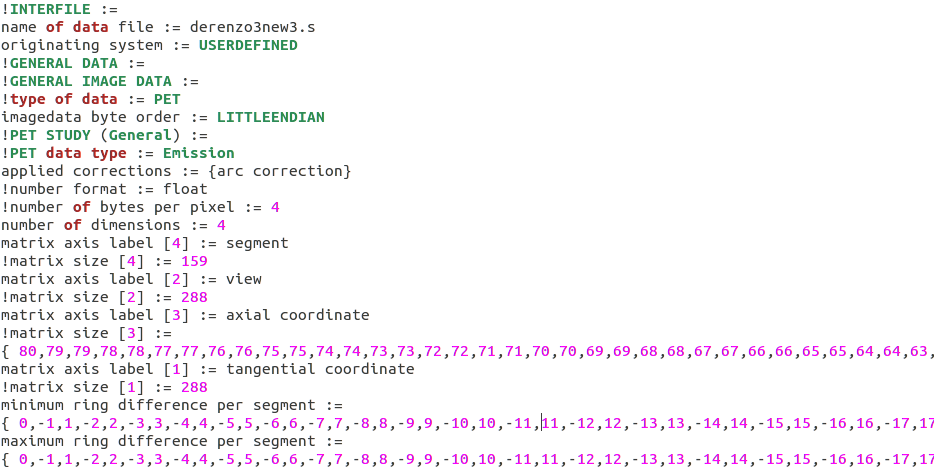 !INTERFILE :=
name of data file := derenzo3new3.s
originating system := USERDEFINED
!GENERAL DATA :=
!GENERAL IMAGE DATA :=
!type of data := PET
imagedata byte order := LITTLEENDIAN
!PET STUDY (General) :=
!PET data type := Emission
applied corrections := {arc correction}
!number format := float
!number of bytes per pixel := 4
number of dimensions := 4
matrix axis label [4] := segment
!matrix size [4] := 159
matrix axis label [2] := view
!matrix size [2] := 288
matrix axis label [3] := axial coordinate
!matrix size [3] :=
{ 80,79,79,78,78,77,77,76,76,75,75,74,74,73,73,72,72,71,71,70,70,69,69,68,68,67,67,66,66,65,65,64,64,63,
matrix axis label [1] := tangential coordinate
!matrix size [1] := 288
minimum ring difference per segment :=
{ 0,-1,1,-2,2,-3,3,-4,4,-5,5,-6,6,-7,7,-8,8,-9,9,-10,10,-11,11,-12,12,-13,13,-14,14,-15,15,-16,16,-17,17
maximum ring difference per segment :=
{ 0,-1,1,-2,2,-3,3,-4,4,-5,5,-6,6,-7,7,-8,8,-9,9,-10,10,-11,11,-12,12,-13,13,-14,14,-15,15,-16,16,-17,17